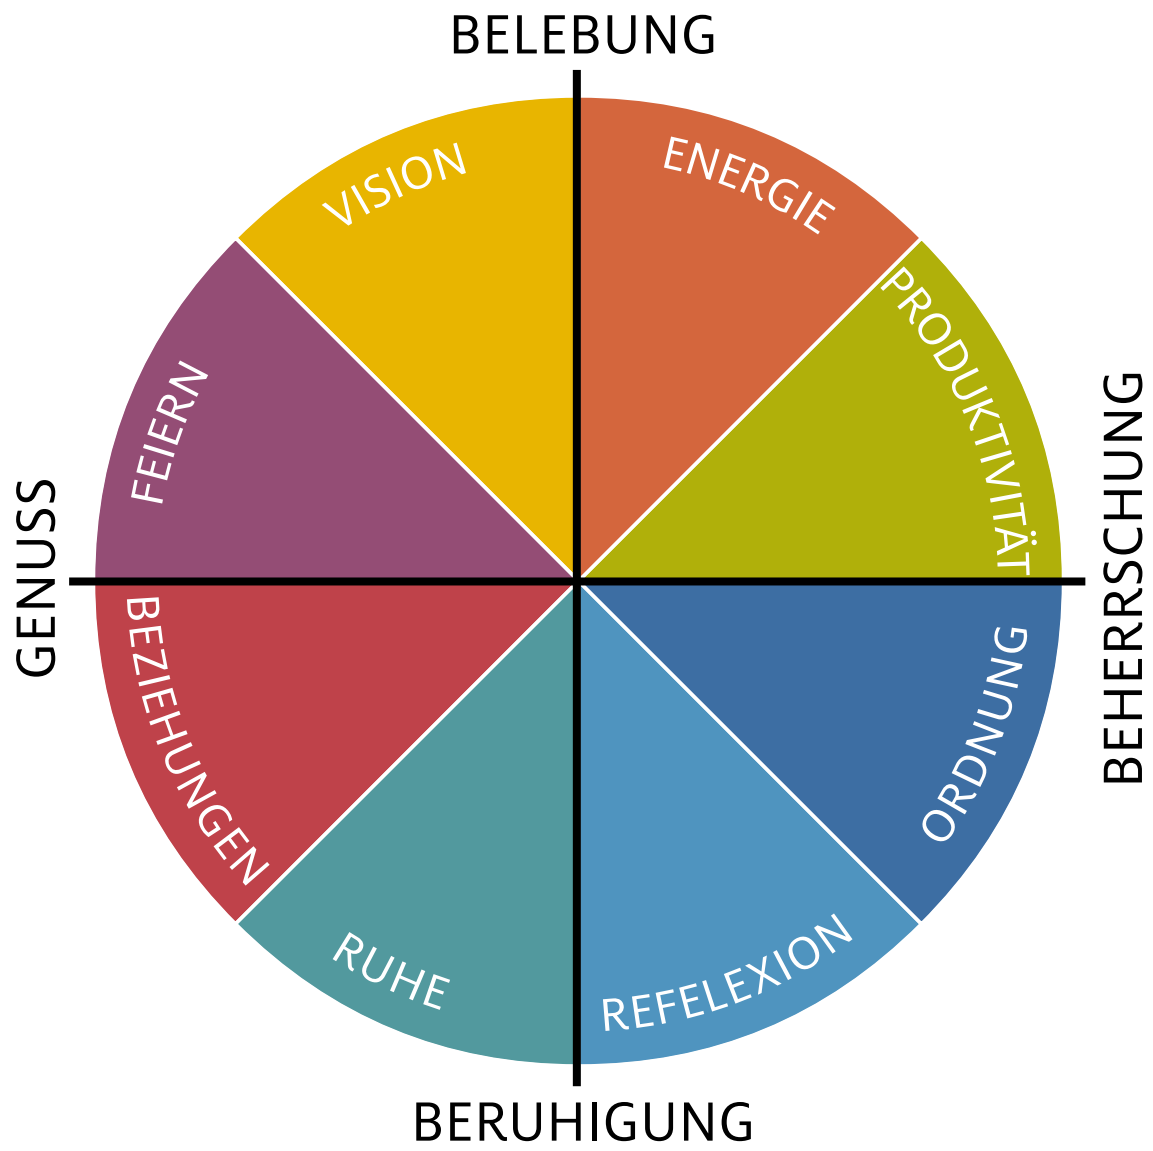 BELEBUNG
VISION
ENERGIE
PRODUKTIVITÄT
FEIERN
GENUSS
BEHERRSCHUNG
BEZIEHUNGEN
ORDNUNG
RUHE
REFELEXION
BERUHIGUNG